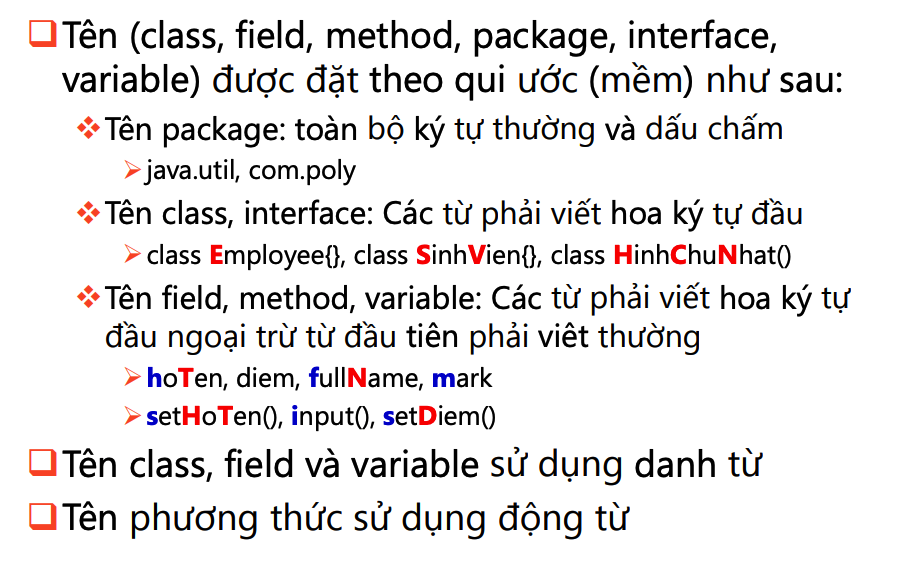 Tên (class, field, method, package, interface,
variable) được đặt theo qui ước (mềm) như sau:
Tên package: toàn bộ ký tự thường và dấu chấm
java.util, com.poly
Tên class, interface: Các từ phải viết hoa ký tự đầu
class Employee{}, class SinhVien{}, class HinhChuNhat()
Tên field, method, variable: Các từ phải viết hoa ký tự
đầu ngoại trừ từ đầu tiên phải viêt thường
hoTen, diem, fullName, mark
setHoTen(), input(), setDiem()
Tên class, field và variable sử dụng danh từ
Tên phương thức sử dụng động từ